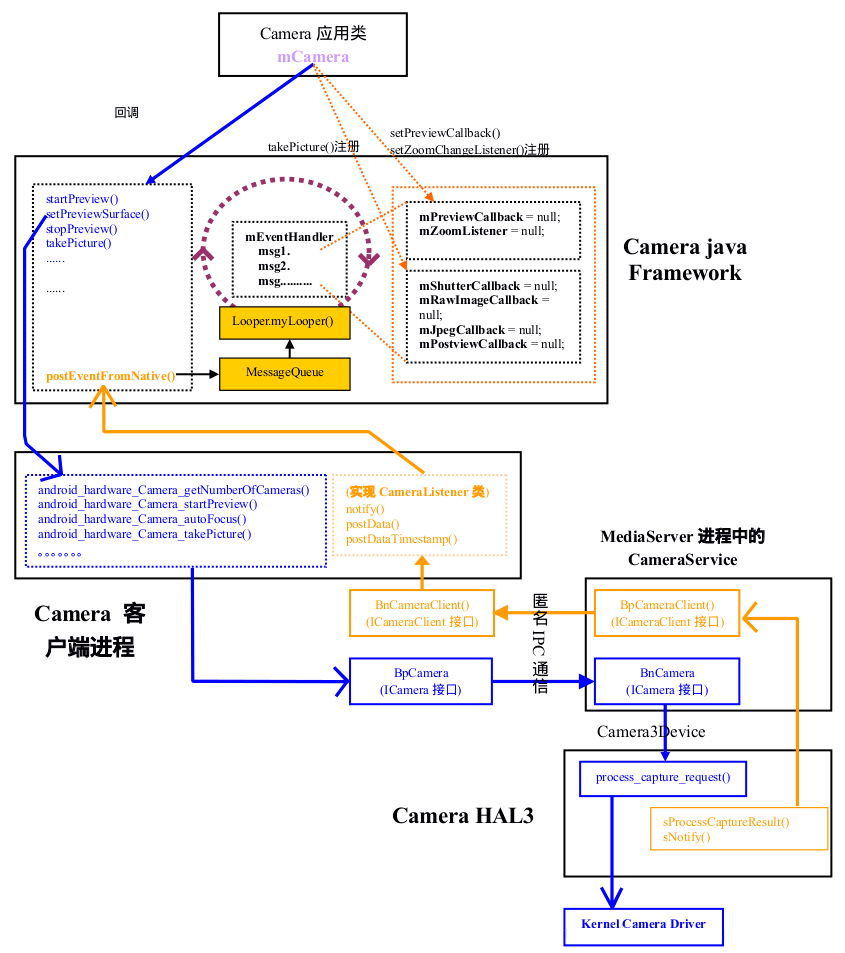 Camera 应用类
mCamera
回调
takePicture()注册
setPreviewCallback()
setZoomChangeListener()注册
startPreview()
setPreviewSurface()
stopPreview()
takePicture()
......
......
postEventFromNative()
mEventHandler
msg1.
msg2.
msg..........
Looper.myLooper()
MessageQueue
mPreviewCallback = null;
mZoomListener = null;
mShutterCallback = null;
mRawImageCallback =
null;
mJpegCallback = null;
mPostviewCallback = null;
Camera java
Framework
android_hardware_Camera_getNumberOfCameras()
android_hardware_Camera_startPreview()
android_hardware_Camera_autoFocus()
android_hardware_Camera_takePicture()
。。。。。。。
(实现 CameraListener 类)
notify()
postData()
postDataTimestamp()
MediaServer 进程中的
CameraService
Camera 客
户端进程
BnCameraClient()
(ICameraClient 接口)
匿名 IPC 通信
BpCameraClient()
(ICameraClient 接口)
BpCamera
(ICamera 接口)
BnCamera
(ICamera 接口)
Camera3Device
process_capture_request()
Camera HAL3
sProcessCaptureResult()
sNotify()
Kernel Camera Driver